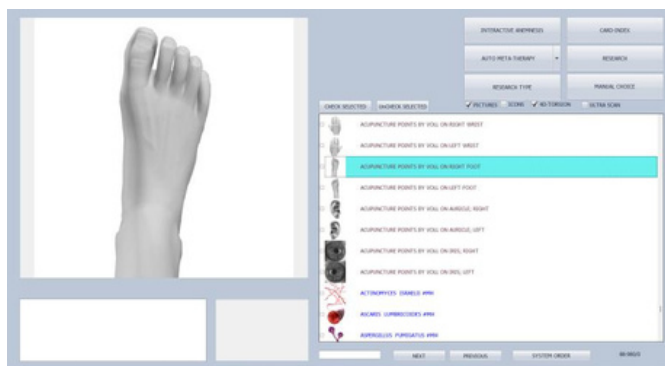 INTERACTIVE ANEMNESIS CARD INDEX
AUTO META-THERAPY RESEARCH
RESEARCH TYPE MANUAL CHOICE
CHECK SELECTED UNCHECK SELECTED PICTURES ICONS ULTRA SCAN
ACUPUNCTURE POINTS BY VOLL ON RIGHT WRIST
ACUPUNCTURE POINTS BY VOLL ON LEFT WRIST
ACUPUNCTURE POINTS BY VOLL ON RIGHT FOOT
ACUPUNCTURE POINTS BY VOLL ON LEFT FOOT
ACUPUNCTURE POINTS BY VOLL ON AURICLE; RIGHT
ACUPUNCTURE POINTS BY VOLL ON AURICLE; LEFT
ACUPUNCTURE POINTS BY VOLL ON IRIS; RIGHT
ACUPUNCTURE POINTS BY VOLL ON IRIS; LEFT
ACTINOMYCES ISRAELII #MM
ASCARIS LUMBRICOIDES #MM
ASPERGILLUS FUMIGATUS #MM
NEXT PREVIOUS SYSTEM ORDER